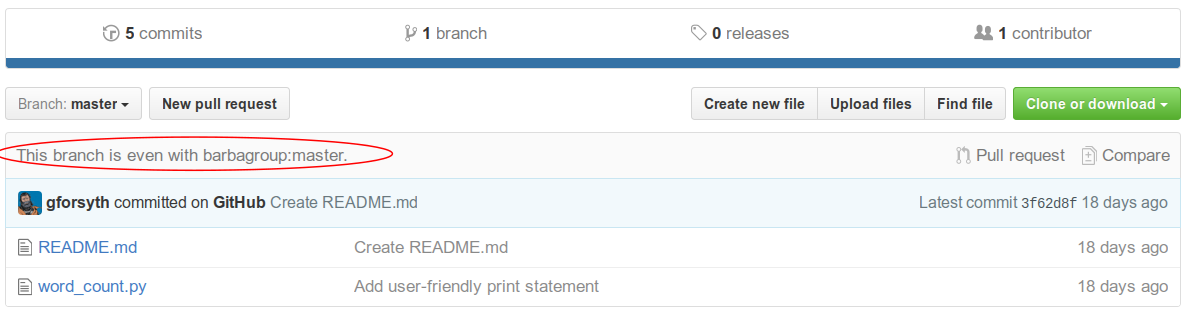 5 commits 1 branch 0 releases 1 contributor
Branch: master New pull request Create new file Upload files Find file Clone or download
This branch is even with barbagroup:master. Pull request Compare
gforsyth committed on GitHub Create README.md Latest commit 3f62d8f 18 days ago
README.md Create README.md 18 days ago
word_count.py Add user-friendly print statement 18 days ago